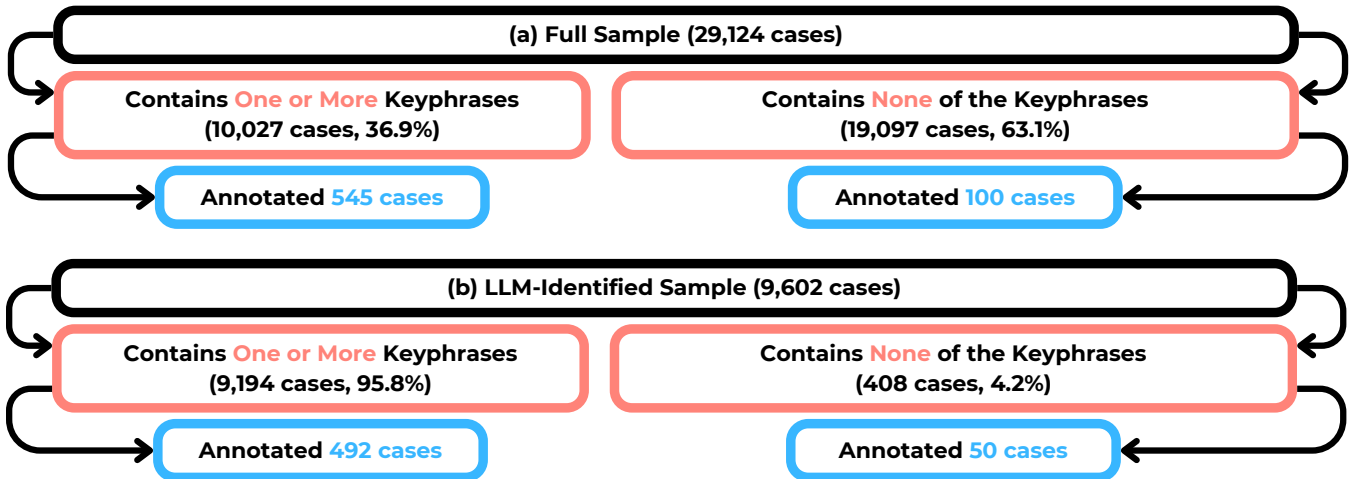 (a) Full Sample (29,124 cases)
Contains One or More Keyphrases
(10,027 cases, 36.9%)
Contains None of the Keyphrases
(19,097 cases, 63.1%)
Annotated 545 cases
Annotated 100 cases
(b) LLM-Identified Sample (9,602 cases)
Contains One or More Keyphrases
(9,194 cases, 95.8%)
Contains None of the Keyphrases
(408 cases, 4.2%)
Annotated 492 cases
Annotated 50 cases